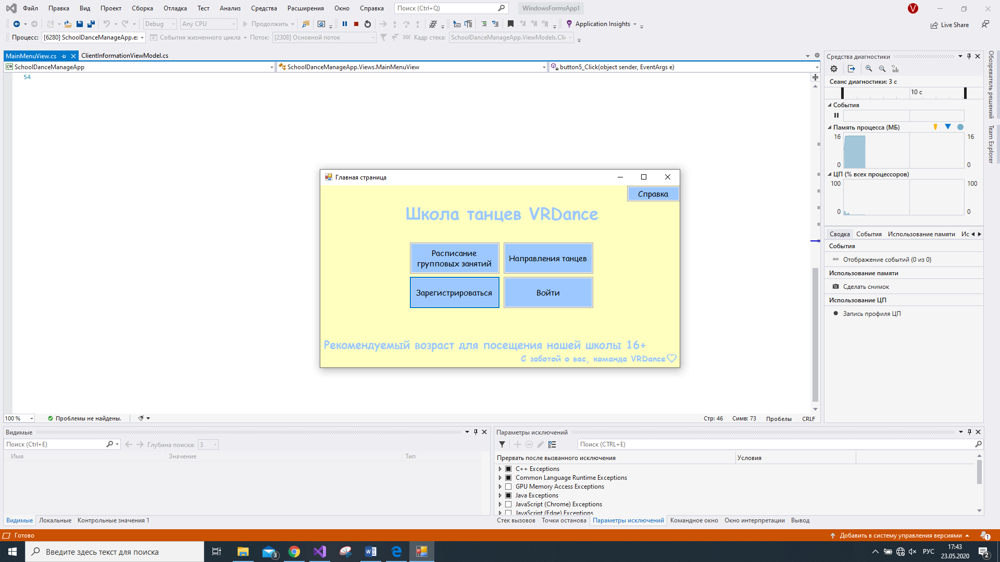 Файл Правка Вид Проект Сборка Отладка Тест Анализ Средства Расширения Окно Справка Поиск (Ctrl+Q) WindowsFormsApp1 V
Debug Any CPU Продолжить Application Insights Live Share
Процесс: [6280] SchoolDanceManageApp.e События жизненного цикла Поток: [2308] Основной поток Кадр стека: SchoolDanceManageApp.ViewModels.Cli
MainMenuView.cs ClientInformationViewModel.cs
C# SchoolDanceManageApp SchoolDanceManageApp.Views.MainMenuView button5_Click(object sender, EventArgs e)
54
Главная страница
Справка
Школа танцев VRDance
Расписание
групповых занятий
Направления танцев
Зарегистрироваться
Войти
Рекомендуемый возраст для посещения нашей школы 16+
С заботой о вас, команда VRDance
Средства диагностики
Сеанс диагностики: 3 с
10 с
События
Память процесса (МБ)
16 16
0 0
ЦП (% всех процессоров)
100 100
0 0
Сводка События Использование памяти Ис
События
Отображение событий (0 из 0)
Использование памяти
Сделать снимок
Использование ЦП
Запись профиля ЦП
Обозреватель решений
Team Explorer
100 % Проблемы не найдены. Стр: 46 Симв: 73 Пробелы CRLF
Видимые
Поиск (Ctrl+E) Глубина поиска: 3
Имя Значение Тип
Видимые Локальные Контрольные значения 1
Параметры исключений
Поиск (CTRL+E)
Прервать после вызванного исключения Условия
C++ Exceptions
Common Language Runtime Exceptions
GPU Memory Access Exceptions
Java Exceptions
JavaScript (Chrome) Exceptions
JavaScript (Edge) Exceptions
Стек вызовов Точки останова Параметры исключений Командное окно Окно интерпретации Вывод
Готово Добавить в систему управления версиями 1
Введите здесь текст для поиска 3 РУС 17:43
23.05.2020 2